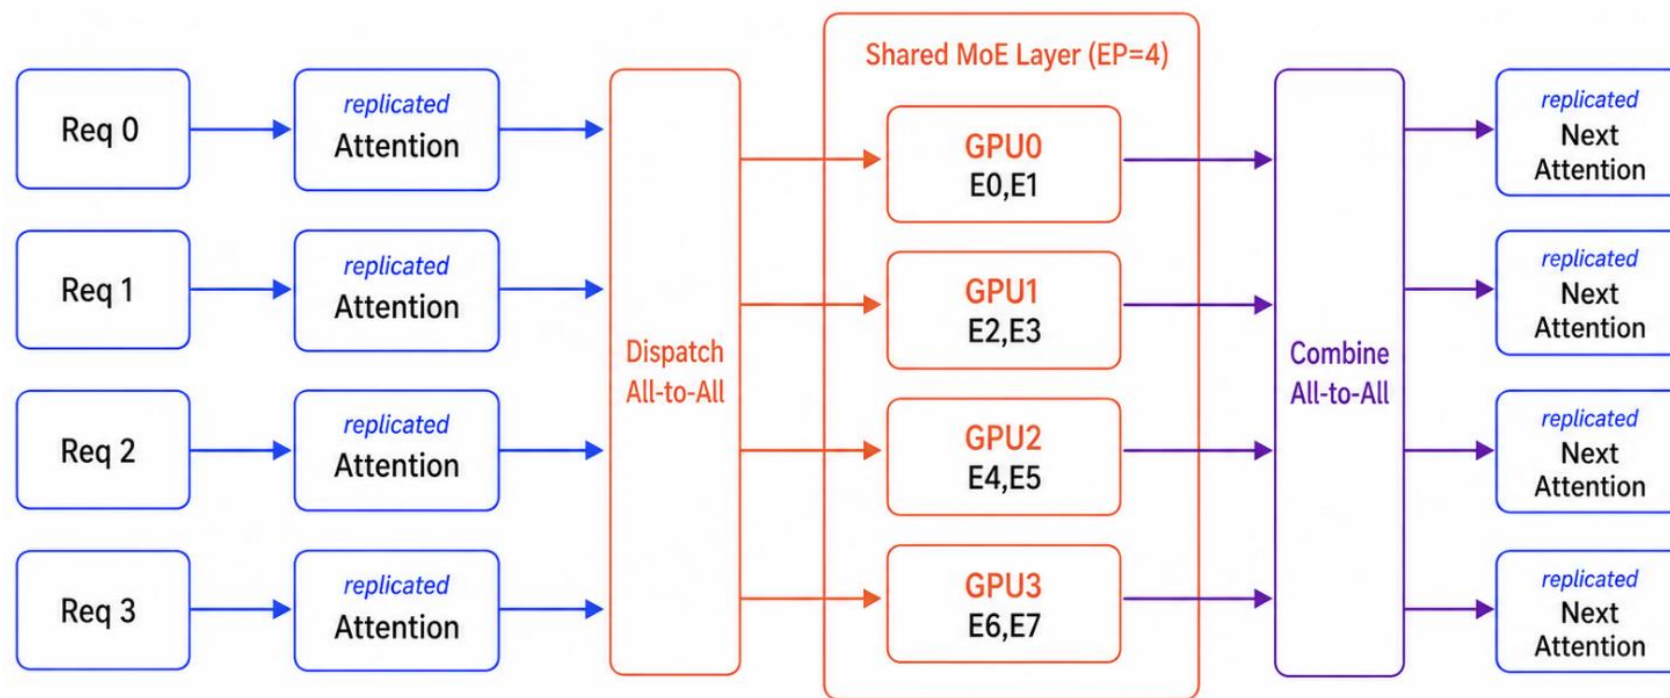 Req 0
Req 1
Req 2
Req 3
replicated
Attention
replicated
Attention
replicated
Attention
replicated
Attention
Dispatch
All-to-All
Shared MoE Layer (EP=4)
GPU0
E0,E1
GPU1
E2,E3
GPU2
E4,E5
GPU3
E6,E7
Combine
All-to-All
replicated
Next
Attention
replicated
Next
Attention
replicated
Next
Attention
replicated
Next
Attention